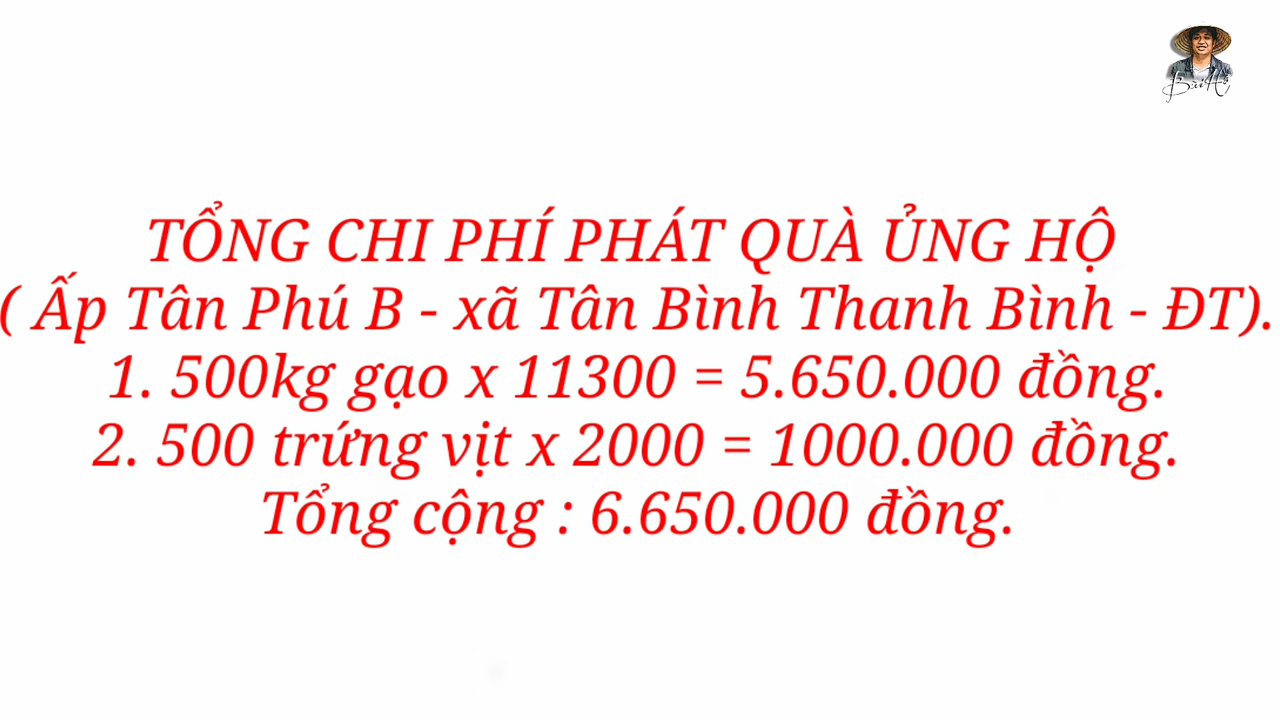 Bùi Hộ
TỔNG CHI PHÍ PHÁT QUÀ ỦNG HỘ
( Ấp Tân Phú B - xã Tân Bình Thanh Bình - ĐT).
1. 500kg gạo x 11300 = 5.650.000 đồng.
2. 500 trứng vịt x 2000 = 1000.000 đồng.
Tổng cộng : 6.650.000 đồng.